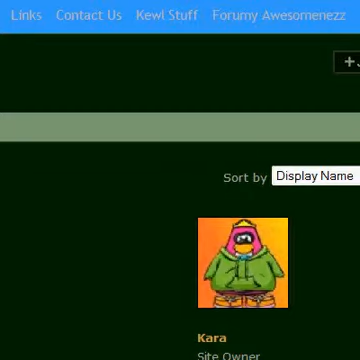 Links Contact Us Kewl Stuff Forumy Awesomenezz
+
Sort by Display Name
Kara
Site Owner